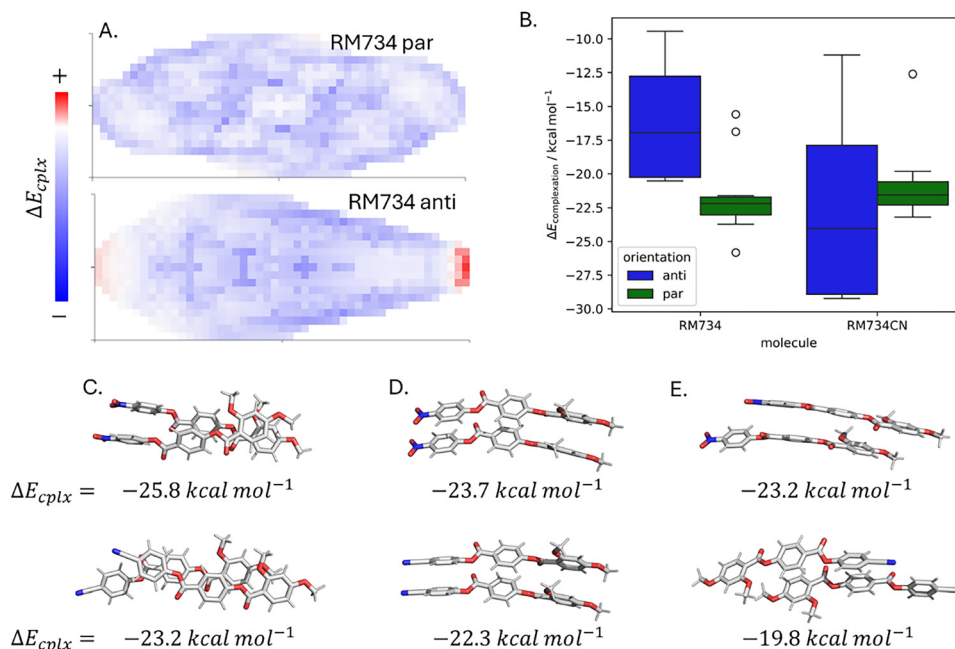 A.
RM734 par
+
ΔE_cplx
−
RM734 anti
B.
ΔE_complexation / kcal mol⁻¹
−10.0
−12.5
−15.0
−17.5
−20.0
−22.5
−25.0
−27.5
−30.0
orientation
anti
par
RM734
RM734CN
molecule
C.
D.
E.
ΔE_cplx = −25.8 kcal mol⁻¹
−23.7 kcal mol⁻¹
−23.2 kcal mol⁻¹
ΔE_cplx = −23.2 kcal mol⁻¹
−22.3 kcal mol⁻¹
−19.8 kcal mol⁻¹